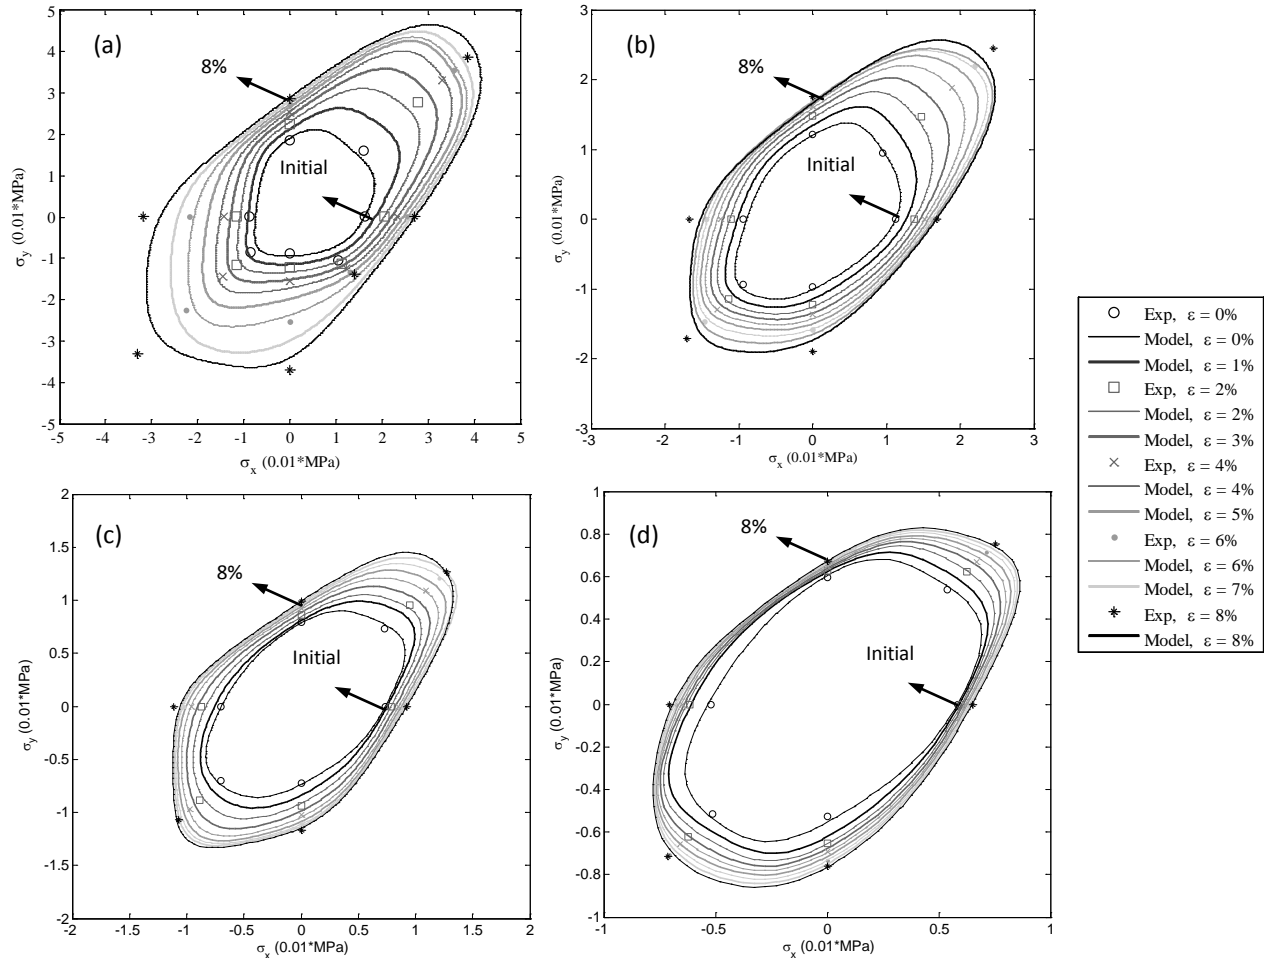 (a)
8%
Initial
5
4
3
2
1
0
-1
-2
-3
-4
-5
-5 -4 -3 -2 -1 0 1 2 3 4 5
σy (0.01*MPa)
σx (0.01*MPa)
(b)
8%
Initial
3
2
1
0
-1
-2
-3
-3 -2 -1 0 1 2 3
σy (0.01*MPa)
σx (0.01*MPa)
(c)
8%
Initial
2
1.5
1
0.5
0
-0.5
-1
-1.5
-2
-2 -1.5 -1 -0.5 0 0.5 1 1.5 2
σy (0.01*MPa)
σx (0.01*MPa)
(d)
8%
Initial
1
0.8
0.6
0.4
0.2
0
-0.2
-0.4
-0.6
-0.8
-1
-1 -0.5 0 0.5 1
σy (0.01*MPa)
σx (0.01*MPa)
Exp, ε = 0%
Model, ε = 0%
Model, ε = 1%
Exp, ε = 2%
Model, ε = 2%
Model, ε = 3%
Exp, ε = 4%
Model, ε = 4%
Model, ε = 5%
Exp, ε = 6%
Model, ε = 6%
Model, ε = 7%
Exp, ε = 8%
Model, ε = 8%